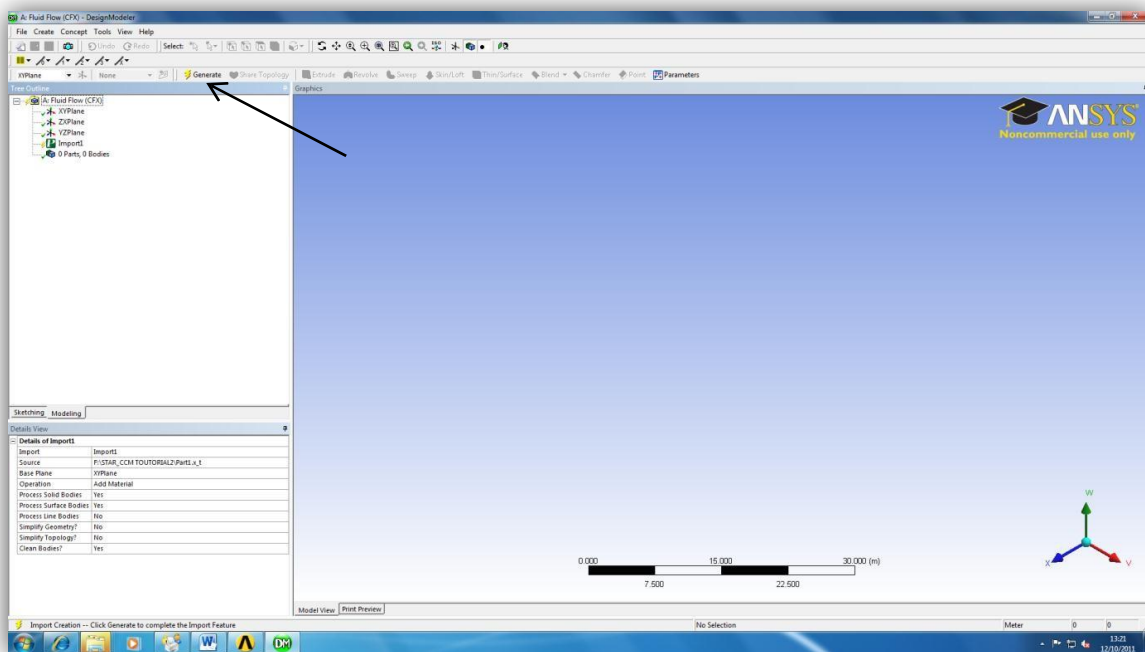 A: Fluid Flow (CFX) - DesignModeler
File Create Concept Tools View Help
Undo Redo Select:
XYPlane None Generate Share Topology Extrude Revolve Sweep Skin/Loft Thin/Surface Blend Chamfer Point Parameters
Tree Outline
Graphics
A: Fluid Flow (CFX)
XYPlane
ZXPlane
YZPlane
Import1
0 Parts, 0 Bodies
ANSYS
Noncommercial use only
Sketching Modeling
Details View
Details of Import1
Import Import1
Source F:\STAR_CCM TOUTORIAL2\Part1.x_t
Base Plane XYPlane
Operation Add Material
Process Solid Bodies Yes
Process Surface Bodies Yes
Process Line Bodies No
Simplify Geometry? No
Simplify Topology? No
Clean Bodies? Yes
W
X
V
0.000 15.000 30.000 (m)
7.500 22.500
Model View Print Preview
Import Creation -- Click Generate to complete the Import Feature
No Selection
Meter 0 0
W
DM
13:21
12/10/2011